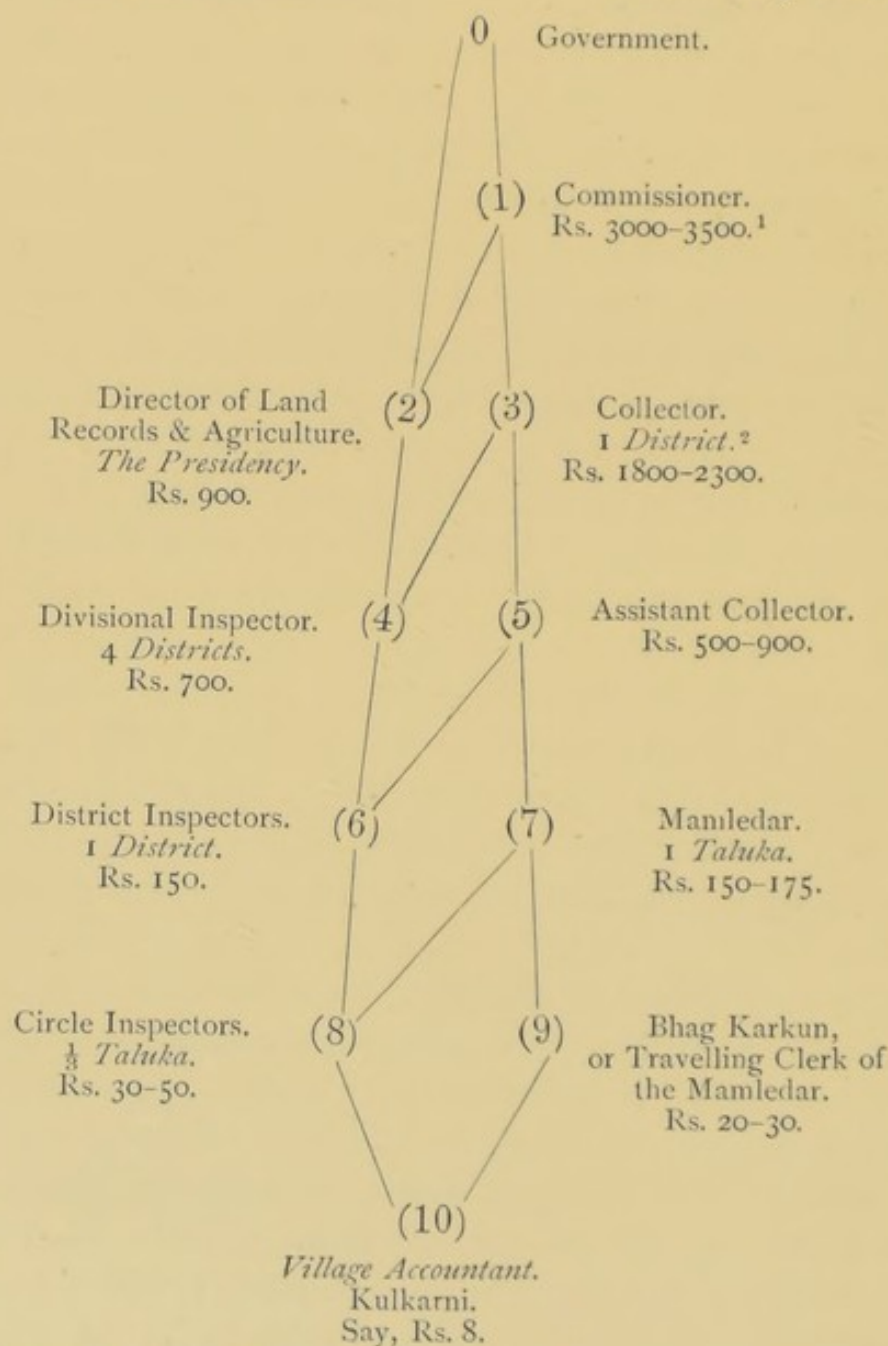 0 Government.
(1) Commissioner.
Rs. 3000–3500.¹
Director of Land
Records & Agriculture.
The Presidency.
Rs. 900.
(2)
(3)
Collector.
1 District.²
Rs. 1800–2300.
Divisional Inspector.
4 Districts.
Rs. 700.
(4)
(5)
Assistant Collector.
Rs. 500–900.
District Inspectors.
1 District.
Rs. 150.
(6)
(7)
Mamledar.
1 Taluka.
Rs. 150–175.
Circle Inspectors.
⅓ Taluka.
Rs. 30–50.
(8)
(9)
Bhag Karkun,
or Travelling Clerk of
the Mamledar.
Rs. 20–30.
(10)
Village Accountant.
Kulkarni.
Say, Rs. 8.